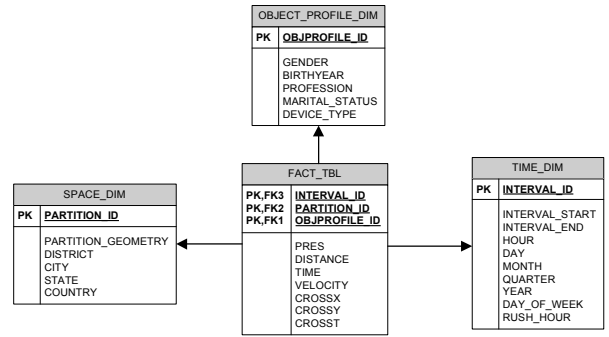 OBJECT_PROFILE_DIM
PK OBJPROFILE_ID
GENDER
BIRTHYEAR
PROFESSION
MARITAL_STATUS
DEVICE_TYPE
SPACE_DIM
PK PARTITION_ID
PARTITION_GEOMETRY
DISTRICT
CITY
STATE
COUNTRY
FACT_TBL
PK,FK3 INTERVAL_ID
PK,FK2 PARTITION_ID
PK,FK1 OBJPROFILE_ID
PRES
DISTANCE
TIME
VELOCITY
CROSSX
CROSSY
CROSST
TIME_DIM
PK INTERVAL_ID
INTERVAL_START
INTERVAL_END
HOUR
DAY
MONTH
QUARTER
YEAR
DAY_OF_WEEK
RUSH_HOUR